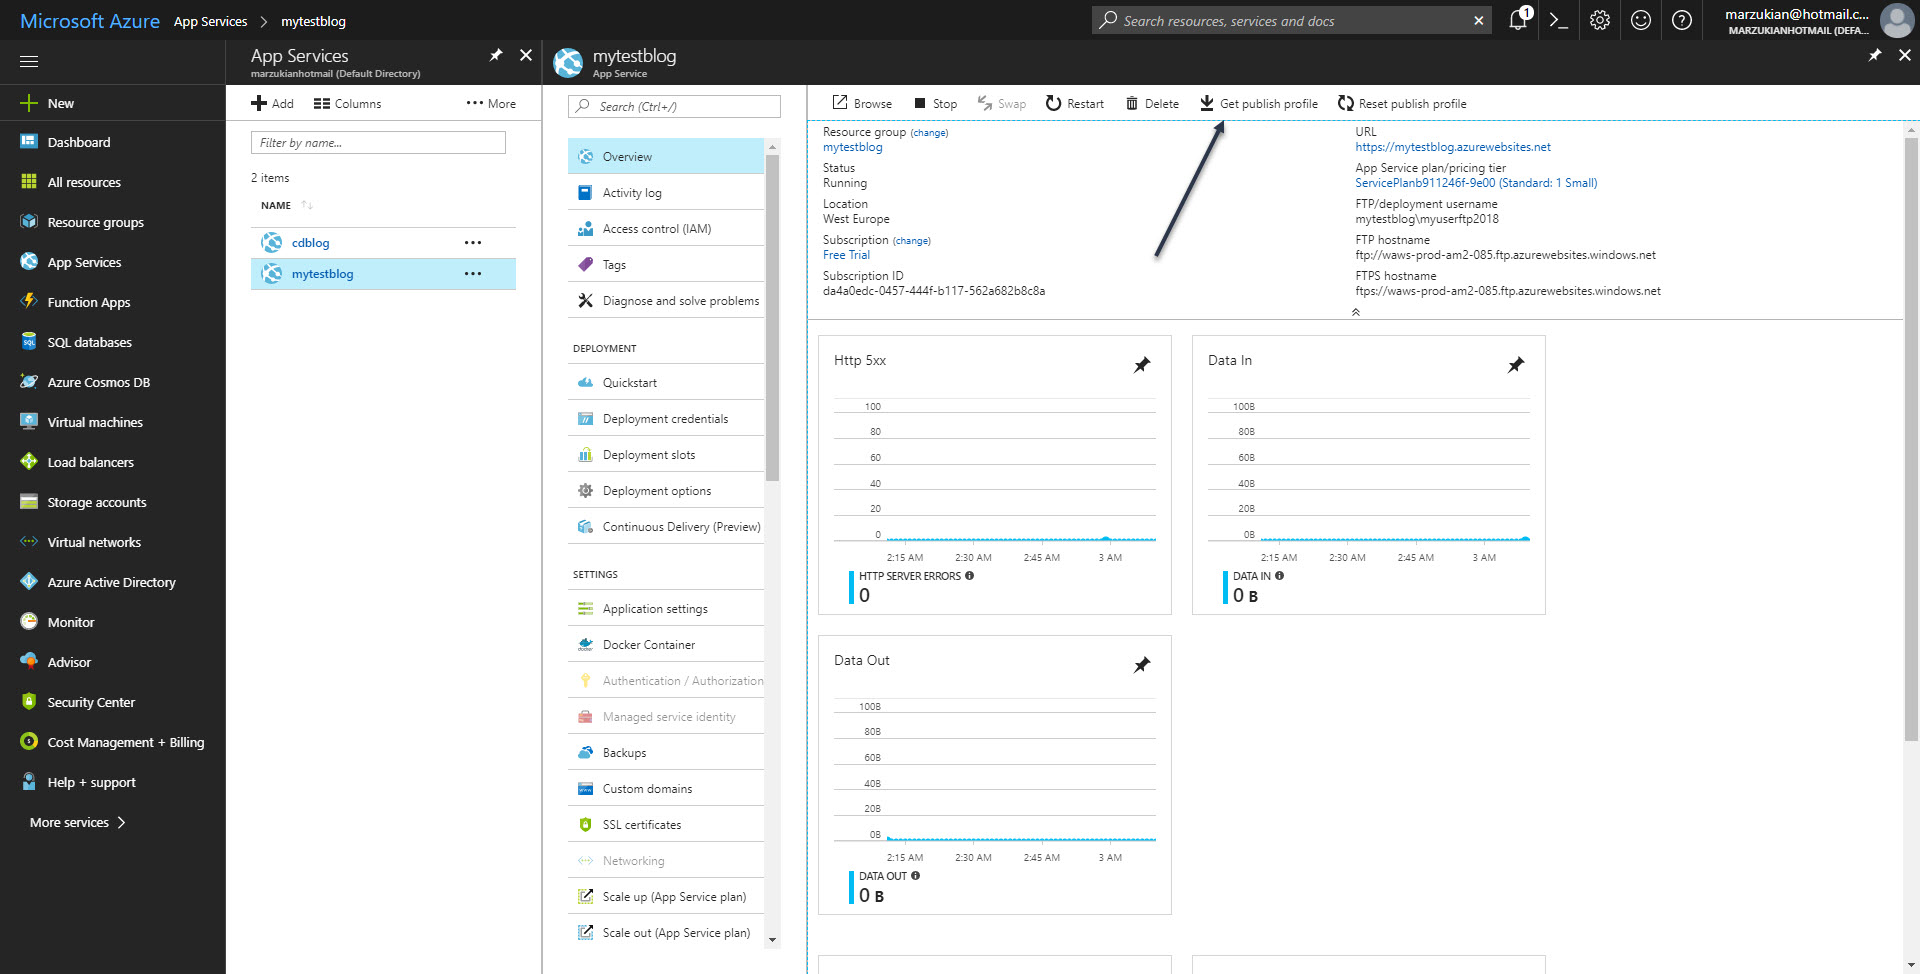 Microsoft Azure App Services mytestblog
Search resources, services and docs
1
marzukian@hotmail.c...
MARZUKIANHOTMAIL (DEFA...
New
Dashboard
All resources
Resource groups
App Services
Function Apps
SQL databases
Azure Cosmos DB
Virtual machines
Load balancers
Storage accounts
Virtual networks
Azure Active Directory
Monitor
Advisor
Security Center
Cost Management + Billing
Help + support
More services
App Services
marzukianhotmail (Default Directory)
Add Columns More
Filter by name...
2 items
NAME
cdblog
mytestblog
mytestblog
App Service
Search (Ctrl+/)
Overview
Activity log
Access control (IAM)
Tags
Diagnose and solve problems
DEPLOYMENT
Quickstart
Deployment credentials
Deployment slots
Deployment options
Continuous Delivery (Preview)
SETTINGS
Application settings
Docker Container
Authentication / Authorization
Managed service identity
Backups
Custom domains
SSL certificates
Networking
Scale up (App Service plan)
Scale out (App Service plan)
Browse Stop Swap Restart Delete Get publish profile Reset publish profile
Resource group (change)
mytestblog
Status
Running
Location
West Europe
Subscription (change)
Free Trial
Subscription ID
da4a0edc-0457-444f-b117-562a682b8c8a
URL
https://mytestblog.azurewebsites.net
App Service plan/pricing tier
ServicePlanb911246f-9e00 (Standard: 1 Small)
FTP/deployment username
mytestblog\myuserftp2018
FTP hostname
ftp://waws-prod-am2-085.ftp.azurewebsites.windows.net
FTPS hostname
ftps://waws-prod-am2-085.ftp.azurewebsites.windows.net
Http 5xx
100
80
60
40
20
0
2:15 AM 2:30 AM 2:45 AM 3 AM
HTTP SERVER ERRORS
0
Data In
100B
80B
60B
40B
20B
0B
2:15 AM 2:30 AM 2:45 AM 3 AM
DATA IN
0 B
Data Out
100B
80B
60B
40B
20B
0B
2:15 AM 2:30 AM 2:45 AM 3 AM
DATA OUT
0 B